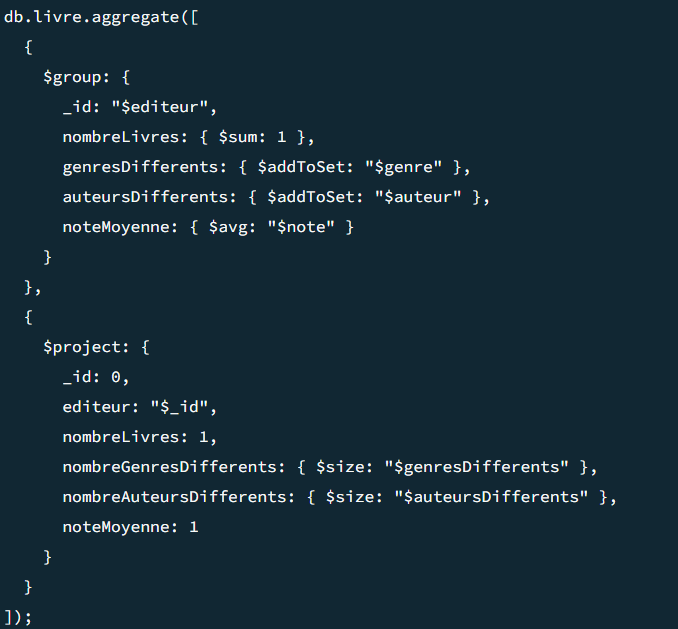 db.livre.aggregate([
  {
    $group: {
      _id: "$editeur",
      nombreLivres: { $sum: 1 },
      genresDifferents: { $addToSet: "$genre" },
      auteursDifferents: { $addToSet: "$auteur" },
      noteMoyenne: { $avg: "$note" }
    }
  },
  {
    $project: {
      _id: 0,
      editeur: "$_id",
      nombreLivres: 1,
      nombreGenresDifferents: { $size: "$genresDifferents" },
      nombreAuteursDifferents: { $size: "$auteursDifferents" },
      noteMoyenne: 1
    }
  }
]);